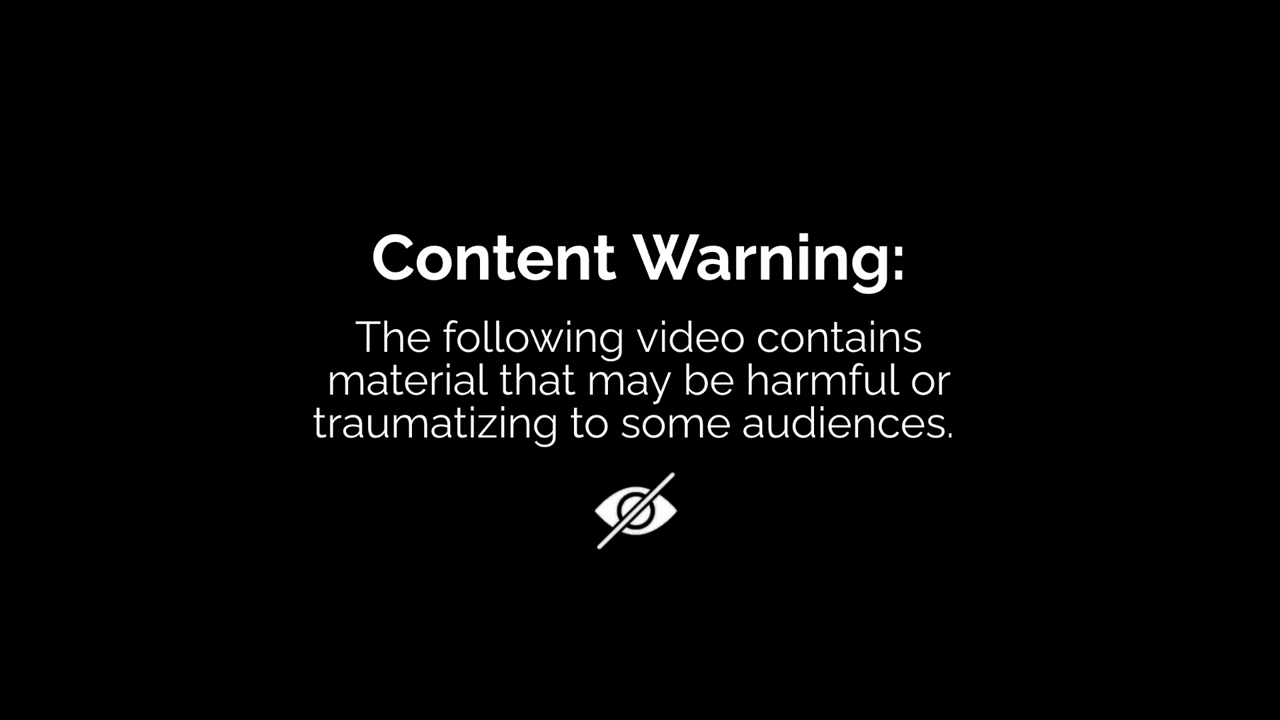 Content Warning:
The following video contains
material that may be harmful or
traumatizing to some audiences.